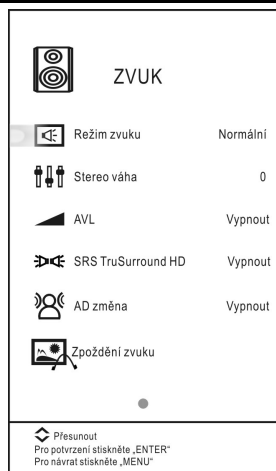 ZVUK
Režim zvuku Normální
Stereo váha 0
AVL Vypnout
SRS TruSurround HD Vypnout
AD změna Vypnout
Zpoždění zvuku
Přesunout
Pro potvrzení stiskněte „ENTER“
Pro návrat stiskněte „MENU“